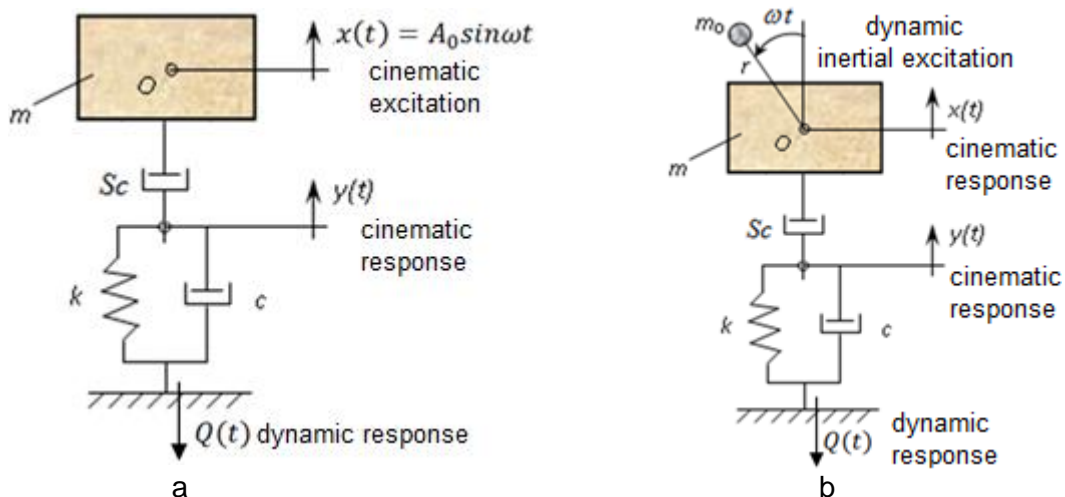 x(t) = A₀sinωt
cinematic
excitation
O
m
Sc
y(t)
cinematic
response
k
c
Q(t) dynamic response
a
m₀
ωt
dynamic
inertial excitation
r
x(t)
O
m
cinematic
response
Sc
y(t)
cinematic
response
k
c
Q(t)
dynamic
response
b